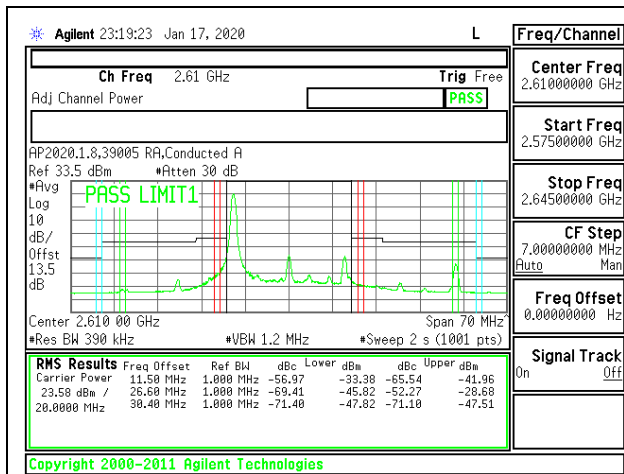 Agilent 23:19:23 Jan 17, 2020 L
Freq/Channel
Ch Freq 2.61 GHz Trig Free
Adj Channel Power PASS
AP2020.1.8,39005 RA,Conducted A
Ref 33.5 dBm #Atten 30 dB
#Avg
Log
10
dB/
Offst
13.5
dB
PASS LIMIT1
Center 2.610 00 GHz Span 70 MHz^
#Res BW 390 kHz #VBW 1.2 MHz #Sweep 2 s (1001 pts)
RMS Results Freq Offset Ref BW dBc Lower dBm dBc Upper dBm
Carrier Power 11.50 MHz 1.000 MHz -56.97 -33.38 -65.54 -41.96
23.58 dBm / 26.60 MHz 1.000 MHz -69.41 -45.82 -52.27 -28.68
20.0000 MHz 30.40 MHz 1.000 MHz -71.40 -47.82 -71.10 -47.51
Copyright 2000-2011 Agilent Technologies
Center Freq
2.61000000 GHz
Start Freq
2.57500000 GHz
Stop Freq
2.64500000 GHz
CF Step
7.00000000 MHz
Auto Man
Freq Offset
0.00000000 Hz
Signal Track
On Off